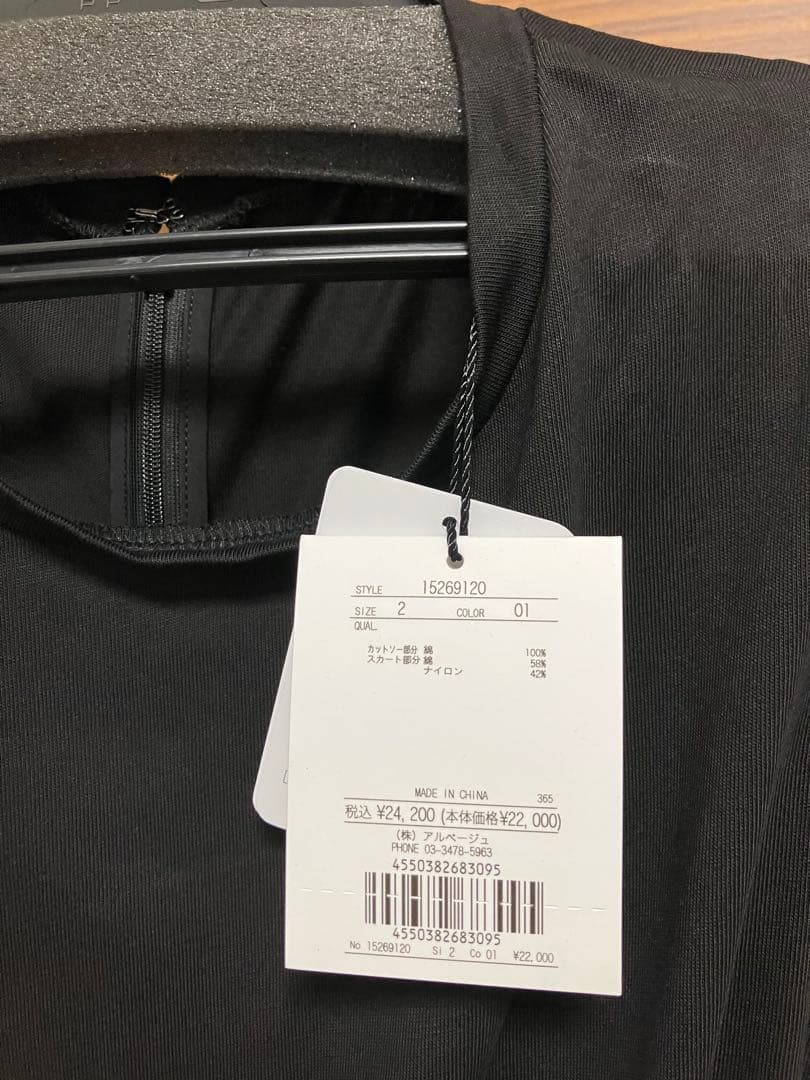 STYLE 15269120
SIZE 2 COLOR 01
QUAL.
カットソー部分 綿 100%
スカート部分 綿 58%
ナイロン 42%
MADE IN CHINA 365
税込 ¥24, 200 (本体価格¥22, 000)
(株) アルページュ
PHONE 03-3478-5963
4550382683095
4550382683095
No 15269120 Si 2 Co 01 ¥22, 000